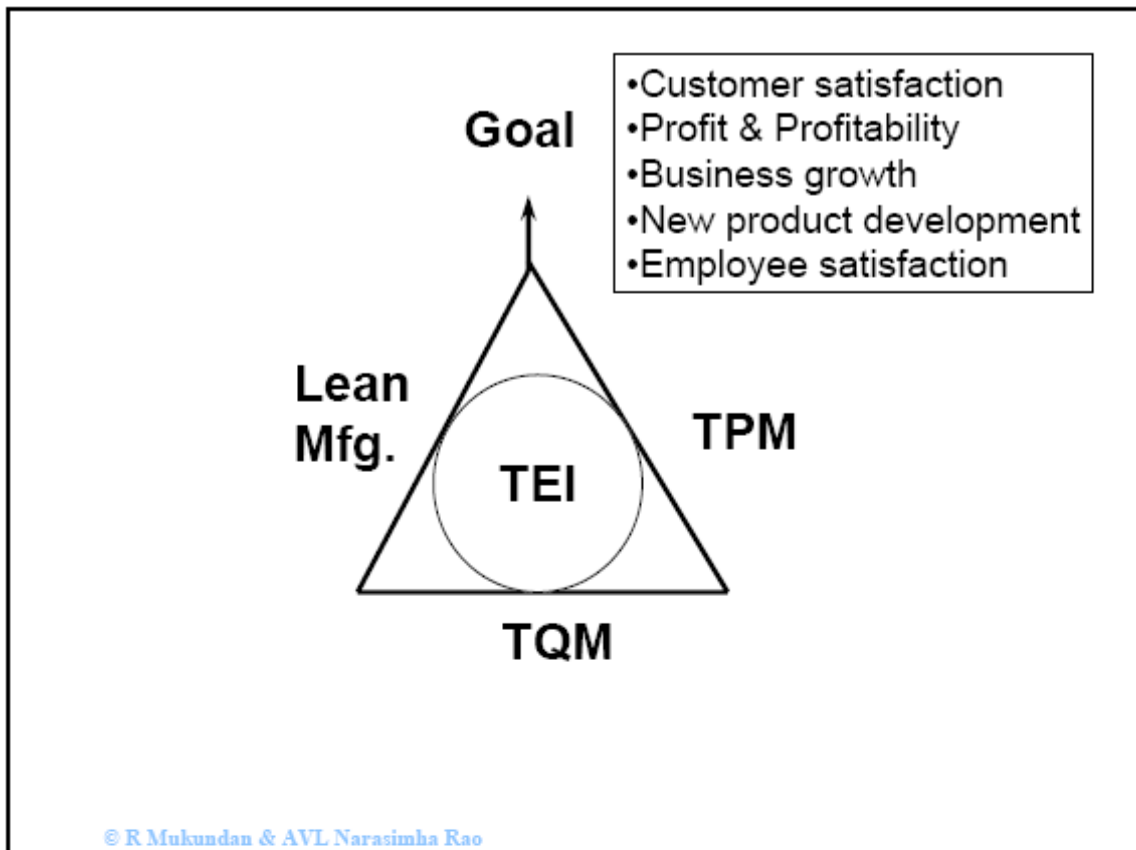 Goal
•Customer satisfaction
•Profit & Profitability
•Business growth
•New product development
•Employee satisfaction
Lean
Mfg.
TPM
TEI
TQM
© R Mukundan & AVL Narasimha Rao